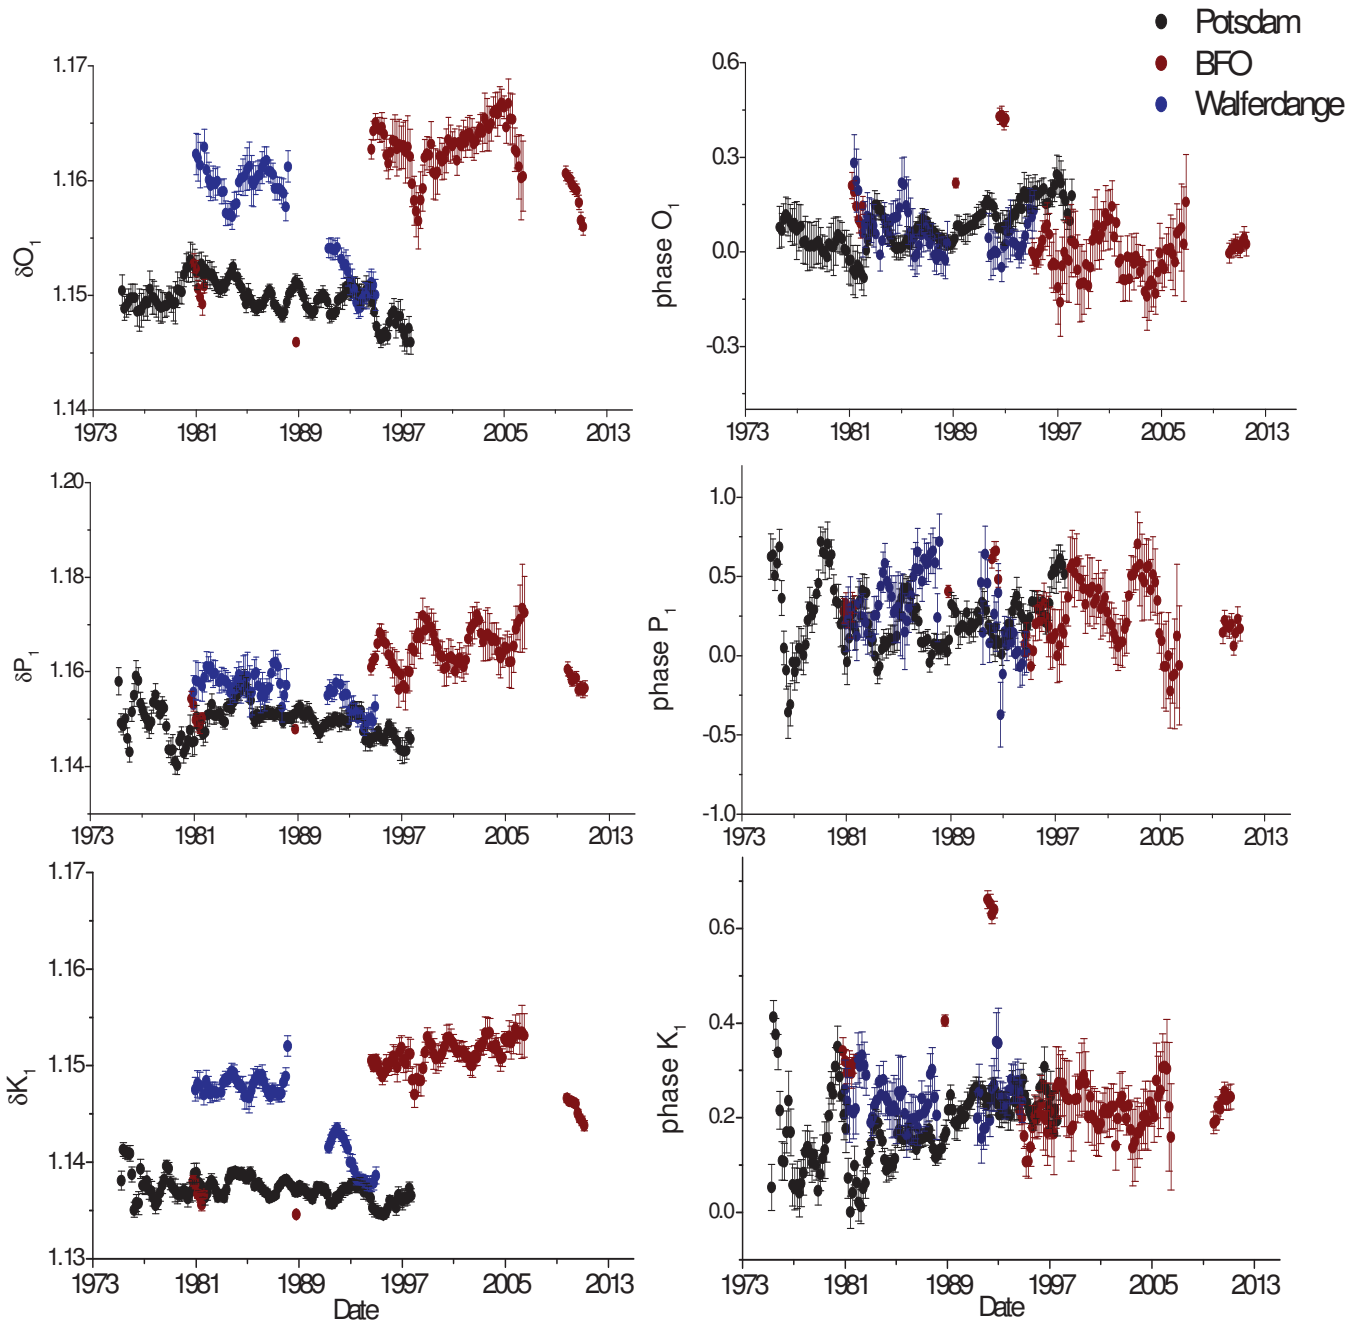 Potsdam
BFO
Walferdange
1.17
1.16
1.15
1.14
δO1
1973 1981 1989 1997 2005 2013
0.6
0.3
0.0
-0.3
phase O1
1973 1981 1989 1997 2005 2013
1.20
1.18
1.16
1.14
δP1
1973 1981 1989 1997 2005 2013
1.0
0.5
0.0
-0.5
-1.0
phase P1
1973 1981 1989 1997 2005 2013
1.17
1.16
1.15
1.14
1.13
δK1
1973 1981 1989 1997 2005 2013
Date
0.6
0.4
0.2
0.0
phase K1
1973 1981 1989 1997 2005 2013
Date